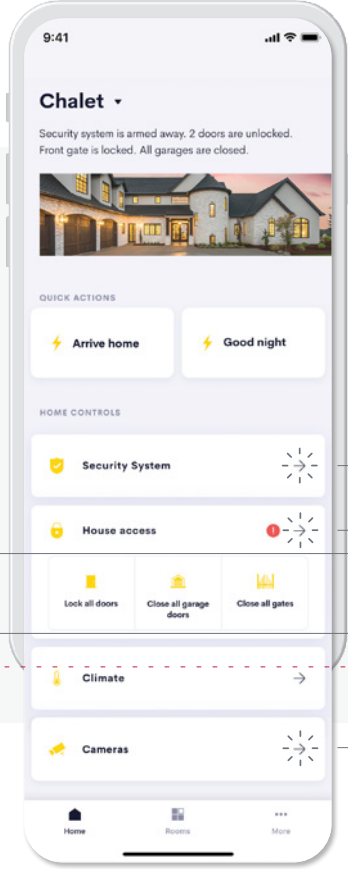 9:41
Chalet
Security system is armed away. 2 doors are unlocked.
Front gate is locked. All garages are closed.
QUICK ACTIONS
Arrive home
Good night
HOME CONTROLS
Security System
House access
Lock all doors
Close all garage
doors
Close all gates
Climate
Cameras
Home
Rooms
More